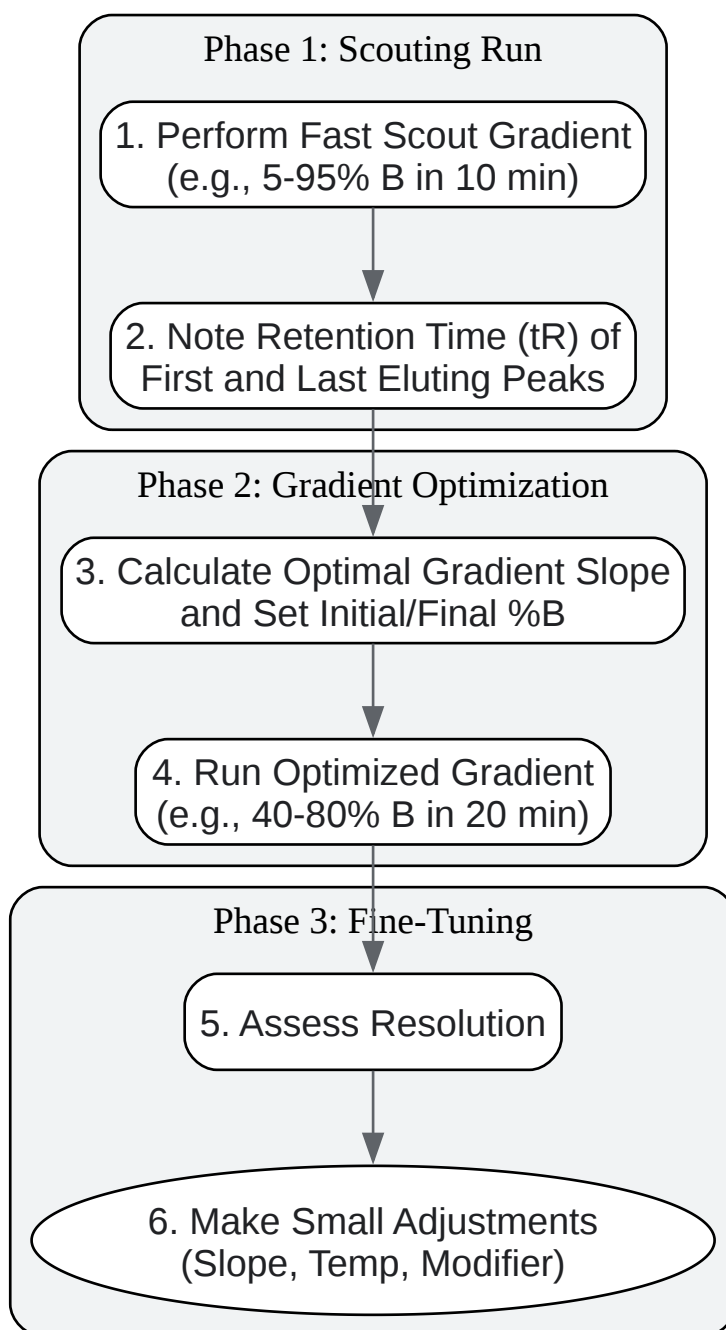 Phase 1: Scouting Run
1. Perform Fast Scout Gradient
(e.g., 5-95% B in 10 min)
2. Note Retention Time (tR) of
First and Last Eluting Peaks
Phase 2: Gradient Optimization
3. Calculate Optimal Gradient Slope
and Set Initial/Final %B
4. Run Optimized Gradient
(e.g., 40-80% B in 20 min)
Phase 3: Fine-Tuning
5. Assess Resolution
6. Make Small Adjustments
(Slope, Temp, Modifier)